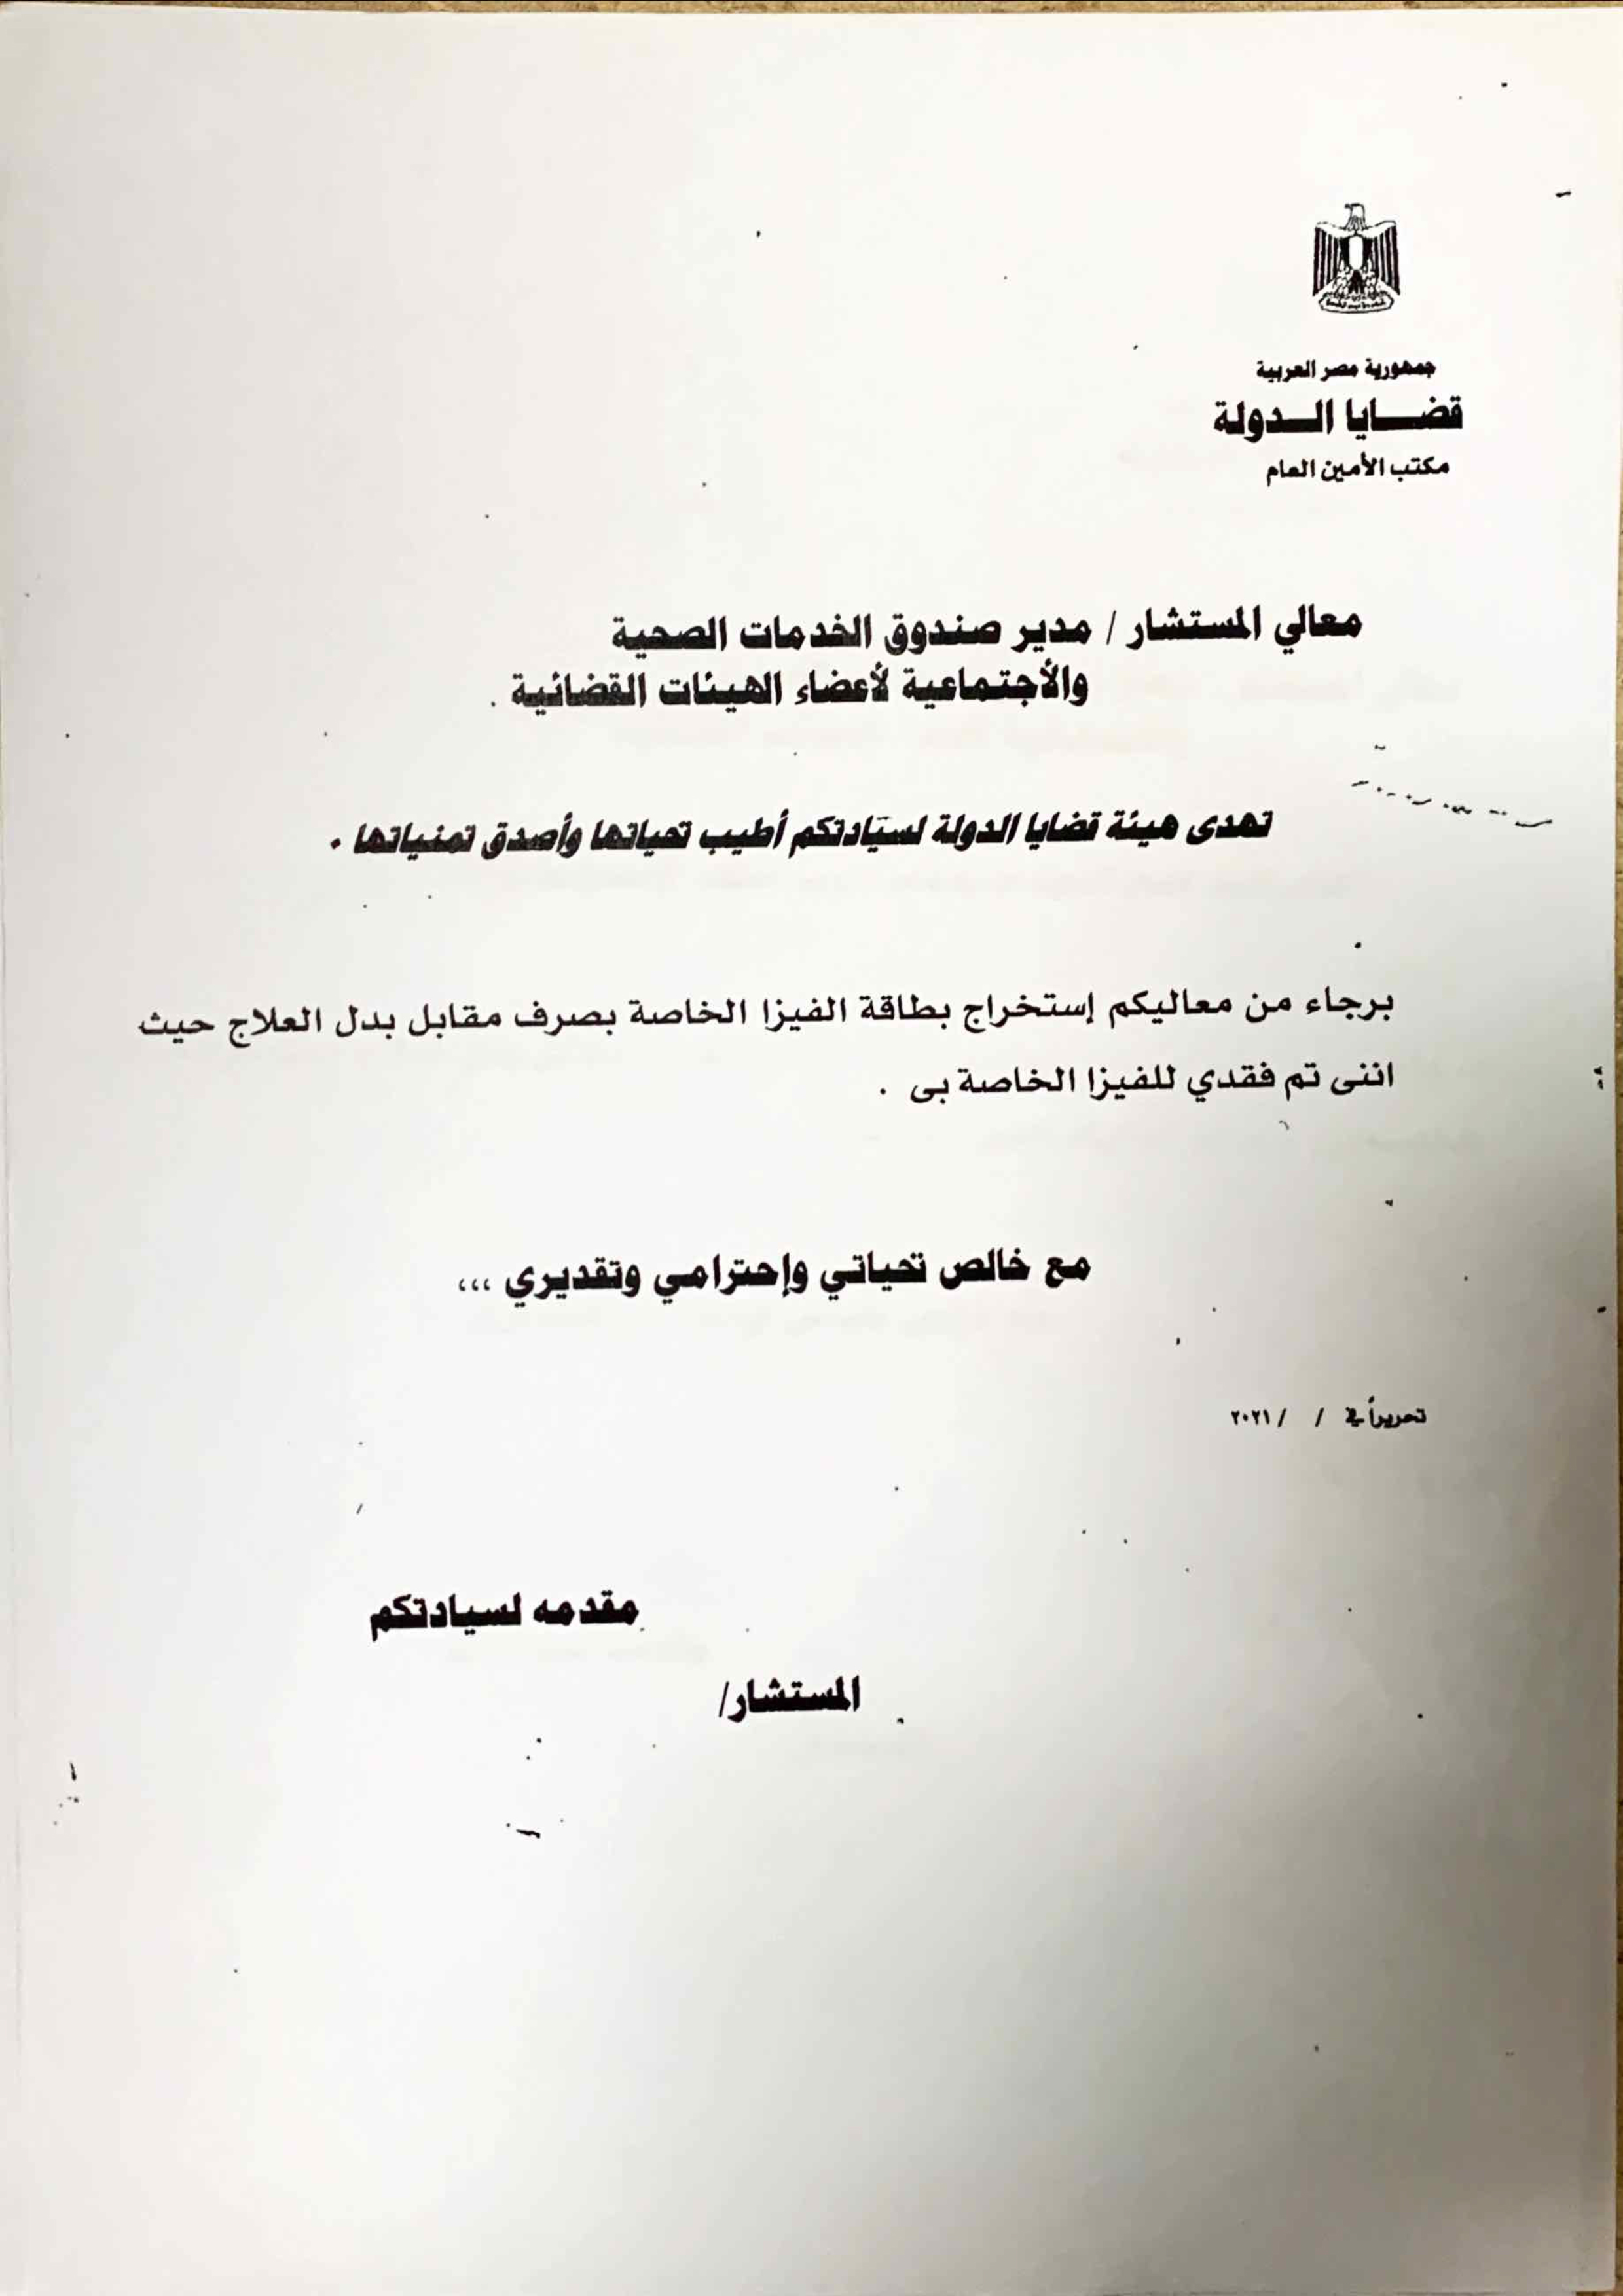 جمهورية مصر العربية
قضــايا الــدولة
مكتب الأمين العام
معالي المستشار / مدير صندوق الخدمات الصحية
والأجتماعية لأعضاء الهيئات القضائية .
تهدى هيئة قضايا الدولة لسيادتكم أطيب تحياتها وأصدق تمنياتها .
برجاء من معاليكم إستخراج بطاقة الفيزا الخاصة بصرف مقابل بدل العلاج حيث
اننى تم فقدي للفيزا الخاصة بى .
مع خالص تحياتي وإحترامي وتقديري ،،،
تحريراً في / / ٢٠٢١
مقدمه لسيادتكم
المستشار/